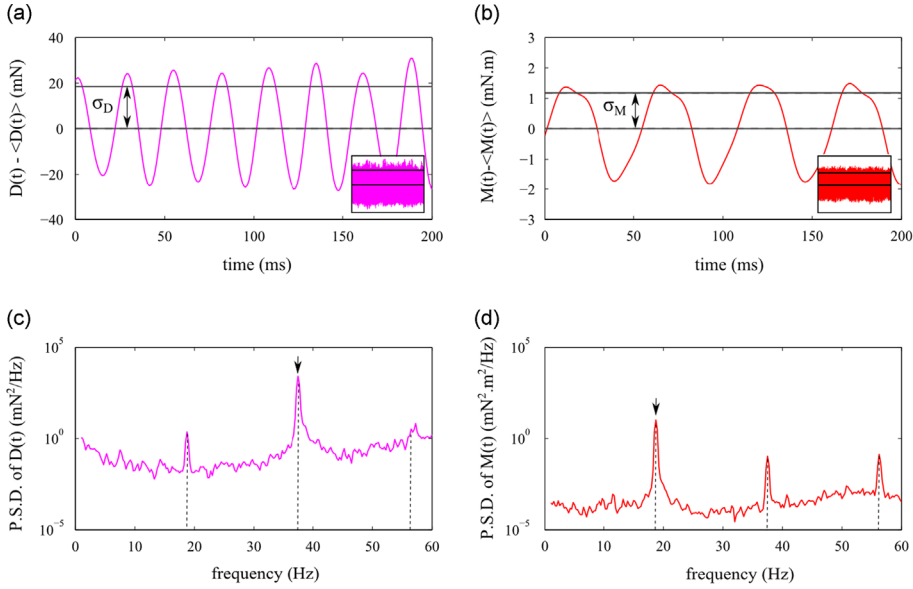 (a)
40
20
0
−20
−40
D(t) - <D(t)> (mN)
σD
0 50 100 150 200
time (ms)
(b)
3
2
1
0
−1
−2
−3
M(t)-<M(t)> (mN.m)
σM
0 50 100 150 200
time (ms)
(c)
10^5
10^0
10^−5
P.S.D. of D(t) (mN²/Hz)
0 10 20 30 40 50 60
frequency (Hz)
(d)
10^5
10^0
10^−5
P.S.D. of M(t) (mN².m²/Hz)
0 10 20 30 40 50 60
frequency (Hz)